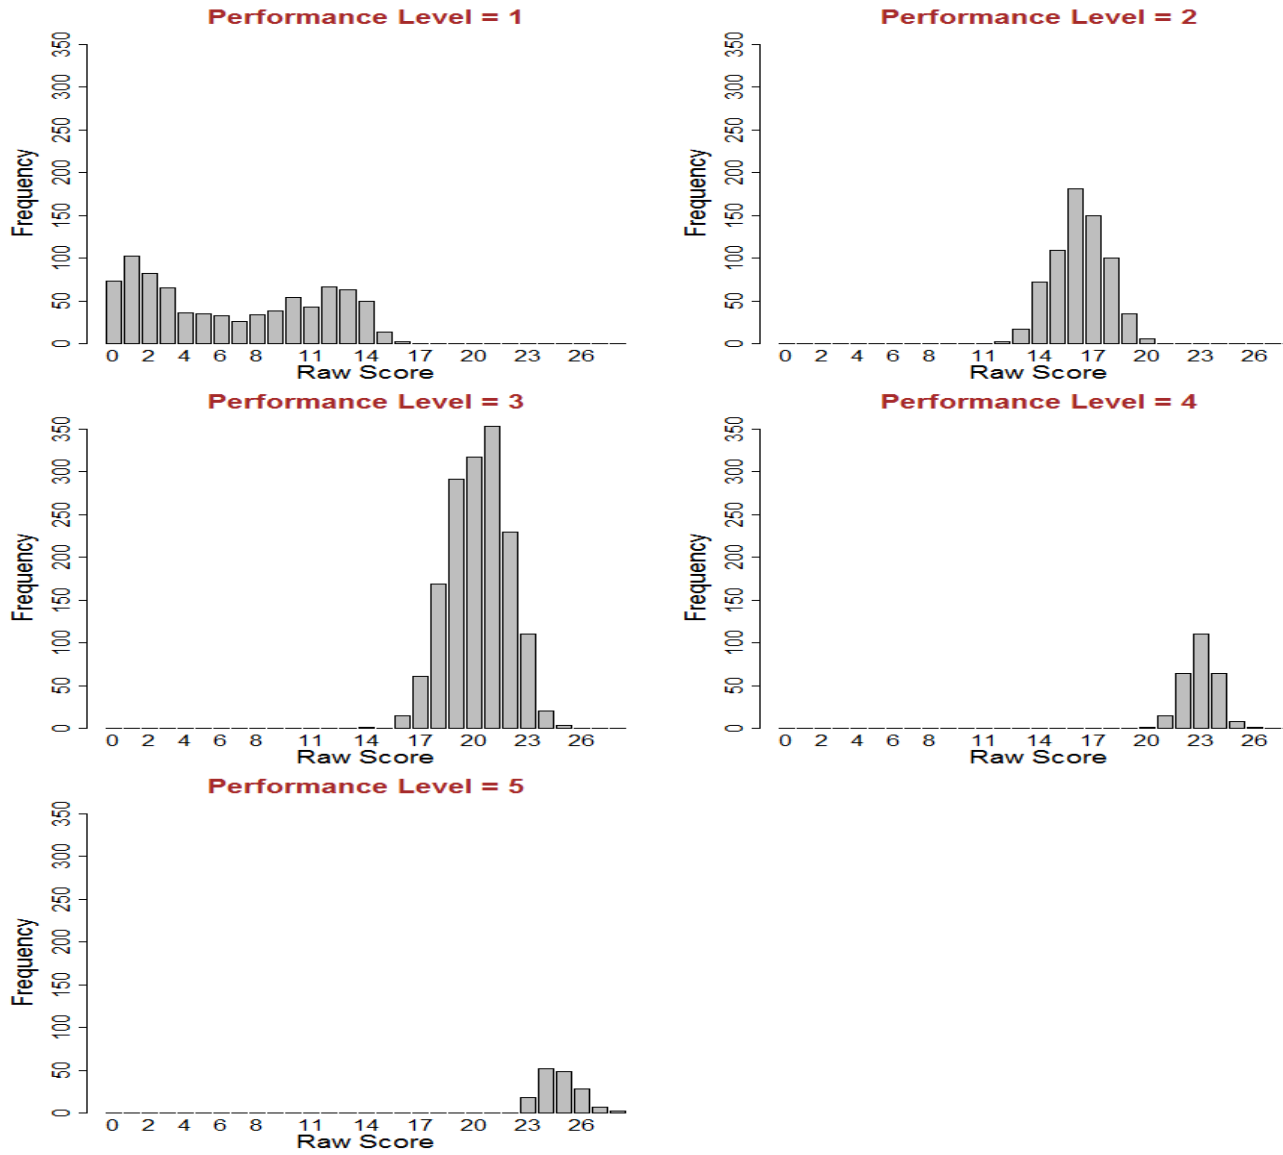 Performance Level = 1
Frequency
350
300
250
200
150
100
50
0
0 2 4 6 8 11 14 17 20 23 26
Raw Score
Performance Level = 2
Frequency
350
300
250
200
150
100
50
0
0 2 4 6 8 11 14 17 20 23 26
Raw Score
Performance Level = 3
Frequency
350
300
250
200
150
100
50
0
0 2 4 6 8 11 14 17 20 23 26
Raw Score
Performance Level = 4
Frequency
350
300
250
200
150
100
50
0
0 2 4 6 8 11 14 17 20 23 26
Raw Score
Performance Level = 5
Frequency
350
300
250
200
150
100
50
0
0 2 4 6 8 11 14 17 20 23 26
Raw Score